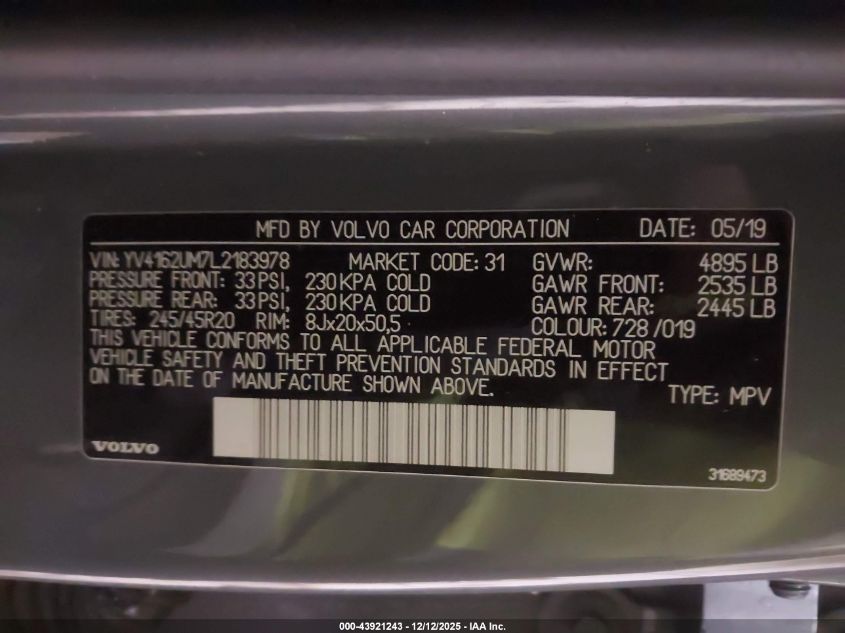 MFD BY VOLVO CAR CORPORATION DATE: 05/19
VIN: YV4162UM7L2183978 MARKET CODE: 31 GVWR: 4895 LB
PRESSURE FRONT: 33 PSI, 230 KPA COLD GAWR FRONT: 2535 LB
PRESSURE REAR: 33 PSI, 230 KPA COLD GAWR REAR: 2445 LB
TIRES: 245/45R20 RIM: 8Jx20x50,5 COLOUR: 728 /019
THIS VEHICLE CONFORMS TO ALL APPLICABLE FEDERAL MOTOR
VEHICLE SAFETY AND THEFT PREVENTION STANDARDS IN EFFECT
ON THE DATE OF MANUFACTURE SHOWN ABOVE. TYPE: MPV
VOLVO 31689473
000-43921243 - 12/12/2025 - IAA Inc.